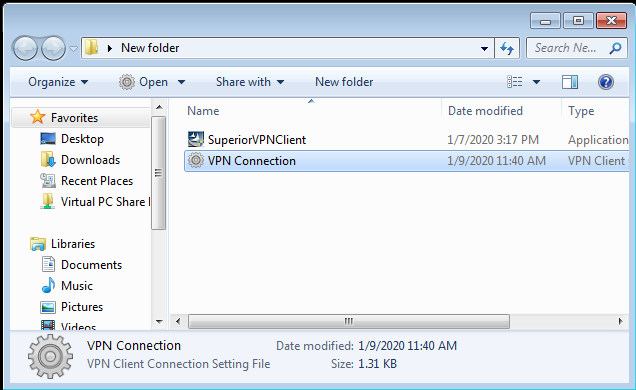 New folder
Search Ne...
Organize Open Share with New folder
Favorites
Desktop
Downloads
Recent Places
Virtual PC Share
Libraries
Documents
Music
Pictures
Videos
Name Date modified Type
SuperiorVPNClient 1/7/2020 3:17 PM Application
VPN Connection 1/9/2020 11:40 AM VPN Client
VPN Connection Date modified: 1/9/2020 11:40 AM
VPN Client Connection Setting File Size: 1.31 KB